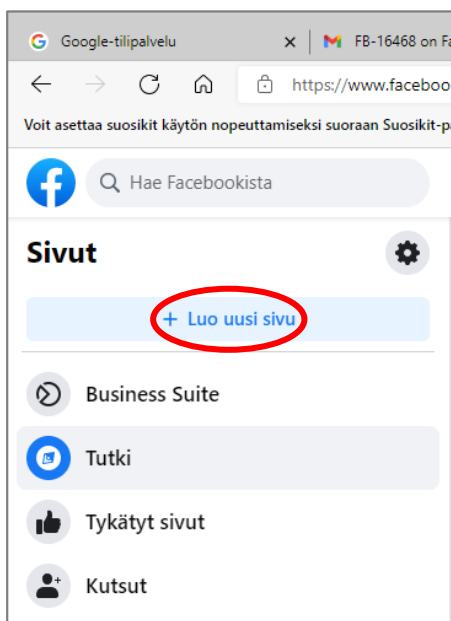 Google-tilipalvelu
FB-16468 on Fa
https://www.faceboo
Voit asettaa suosikit käytön nopeuttamiseksi suoraan Suosikit-p
Hae Facebookista
Sivut
+ Luo uusi sivu
Business Suite
Tutki
Tykätyt sivut
Kutsut